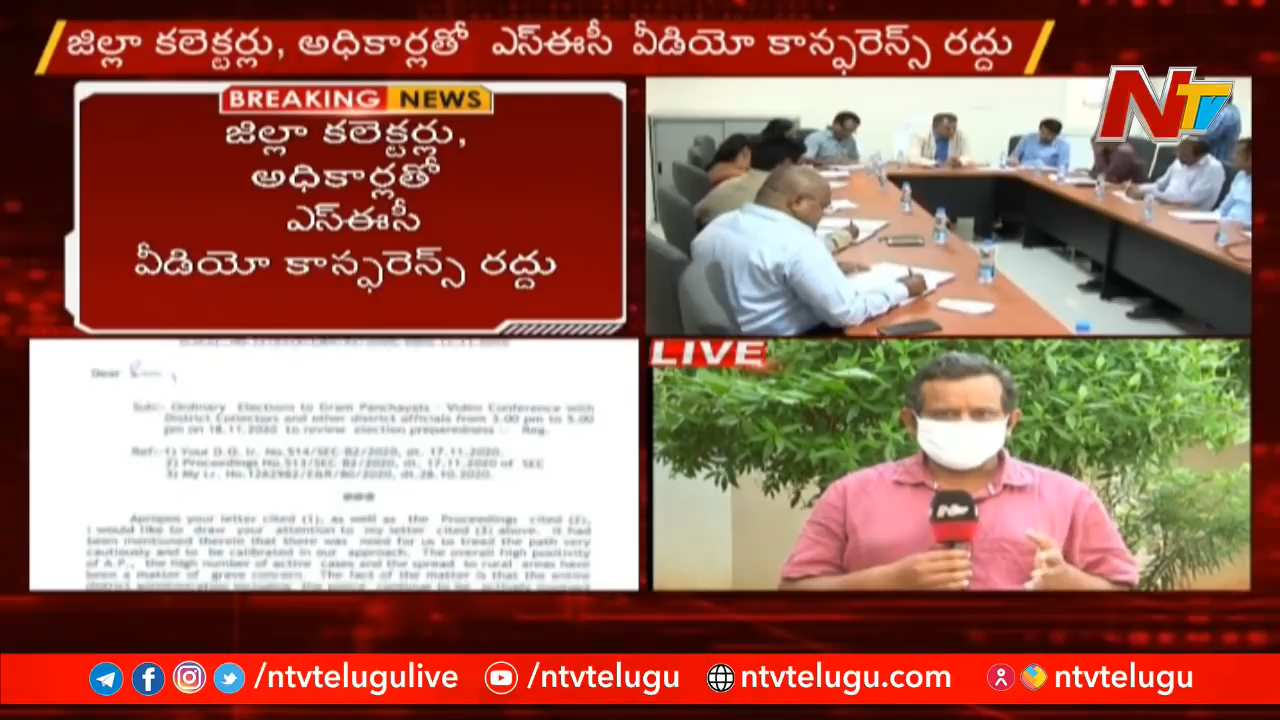 జిల్లా కలెక్టర్లు, అధికార్లతో ఎస్ఈసీ వీడియో కాన్ఫరెన్స్ రద్దు
NTV
BREAKING NEWS
జిల్లా కలెక్టర్లు,
అధికార్లతో
ఎస్ఈసీ
వీడియో కాన్ఫరెన్స్ రద్దు
LIVE
Dear
Sub:- Ordinary Elections to Gram Panchayats - Video Conference with
District Collectors and other district officials from 3.00 pm to 5.00
pm on 18.11.2020 to review election preparedness - Reg.
Ref:- 1) Your D.O. Lr. No.514/SEC-B2/2020, dt. 17.11.2020.
2) Proceedings No.513/SEC-B2/2020, dt. 17.11.2020 of SEC
3) My Lr. No.1262982/E&R/80/2020, dt.28.10.2020.
Apropos your letter cited (1), as well as the Proceedings cited (2),
I would like to draw your attention to my letter cited (3) above. It had
been mentioned therein that there was need for us to tread the path very
cautiously and to be calibrated in our approach. The overall high positivity
of A.P., the high number of active cases and the spread to rural areas have
been a matter of grave concern. The fact of the matter is that the entire
/ntvtelugulive
/ntvtelugu
ntvtelugu.com
ntvtelugu